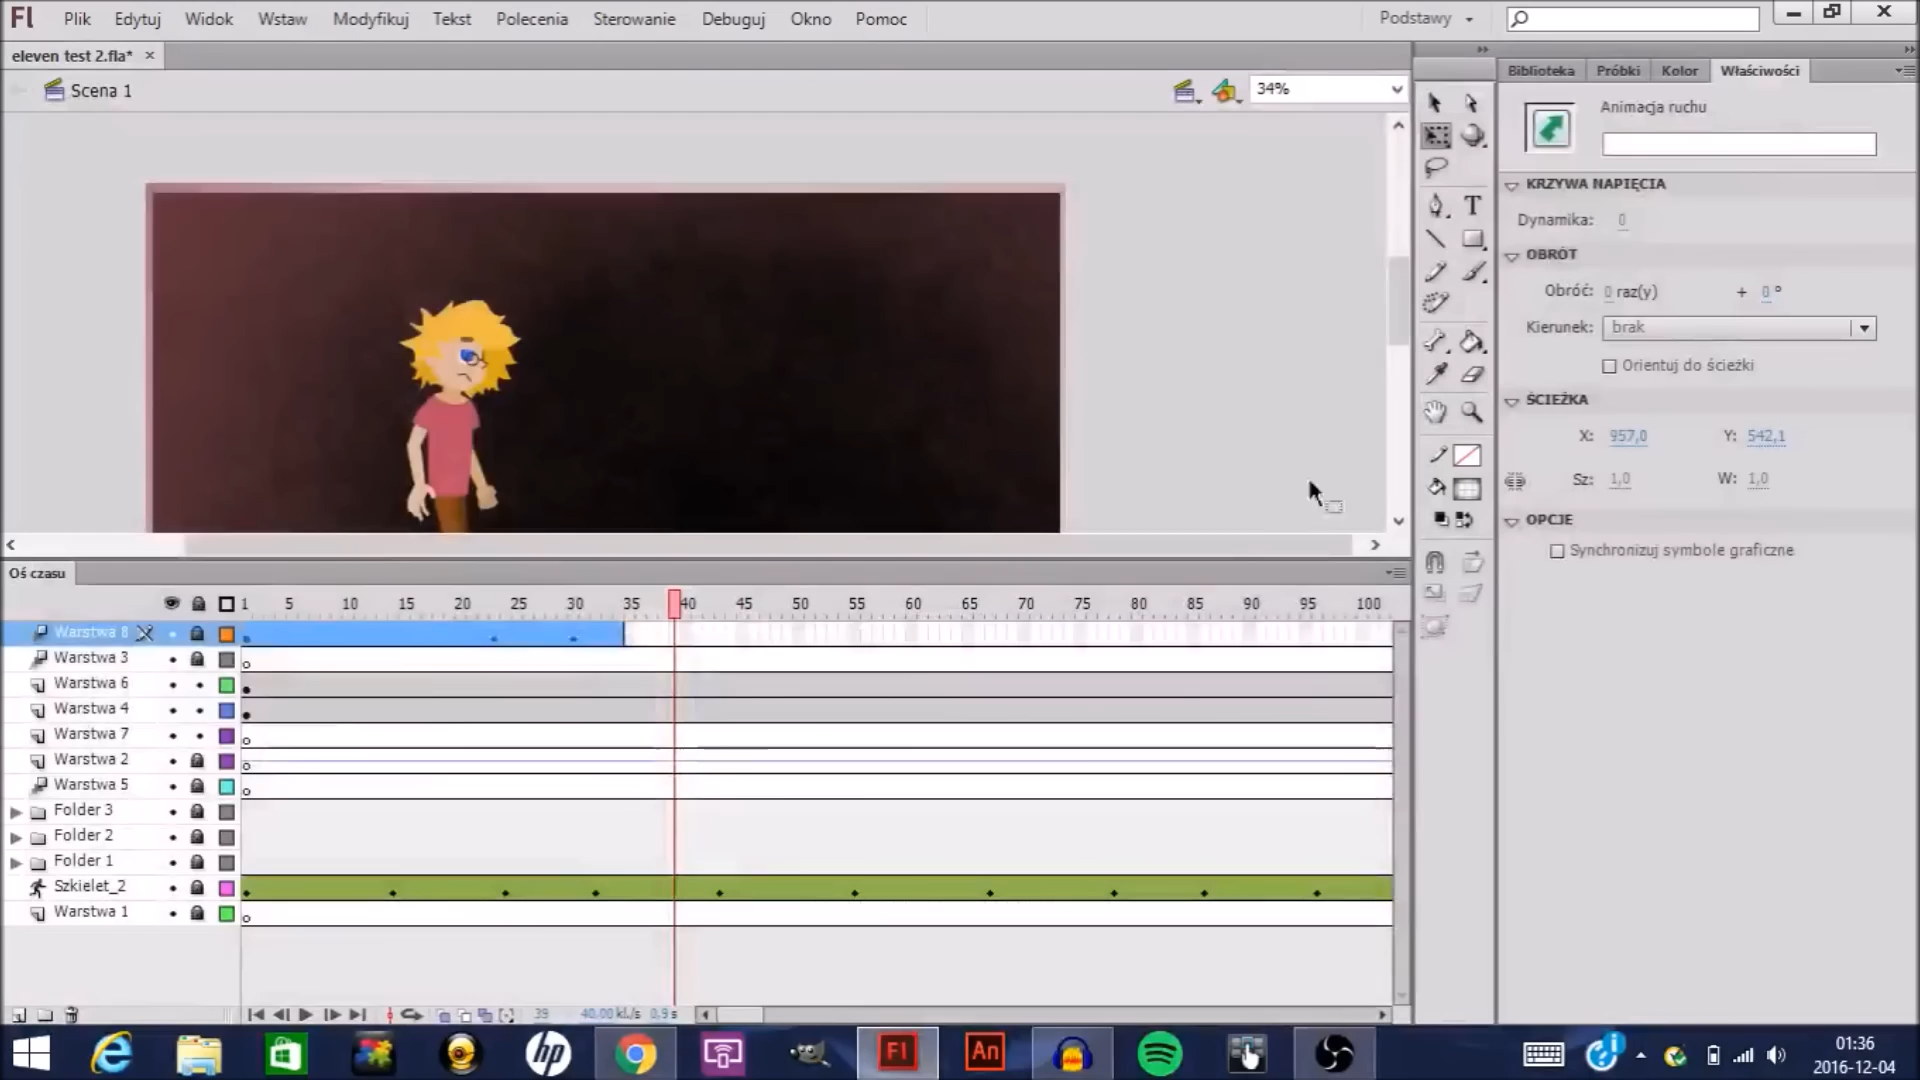 Fl Plik Edytuj Widok Wstaw Modyfikuj Tekst Polecenia Sterowanie Debuguj Okno Pomoc Podstawy
eleven test 2.fla* ×
Scena 1
34%
Biblioteka Próbki Kolor Właściwości
Animacja ruchu
KRZYWA NAPIĘCIA
Dynamika: 0
OBRÓT
Obróć: 0 raz(y) + 0 °
Kierunek: brak
Orientuj do ścieżki
ŚCIEŻKA
X: 957,0 Y: 542,1
Sz: 1,0 W: 1,0
OPCJE
Synchronizuj symbole graficzne
Oś czasu
1 5 10 15 20 25 30 35 40 45 50 55 60 65 70 75 80 85 90 95 100
Warstwa 8
Warstwa 3
Warstwa 6
Warstwa 4
Warstwa 7
Warstwa 2
Warstwa 5
Folder 3
Folder 2
Folder 1
Szkielet_2
Warstwa 1
39 40,00 kl./s 0,9 s
hp Fl An
01:36
2016-12-04